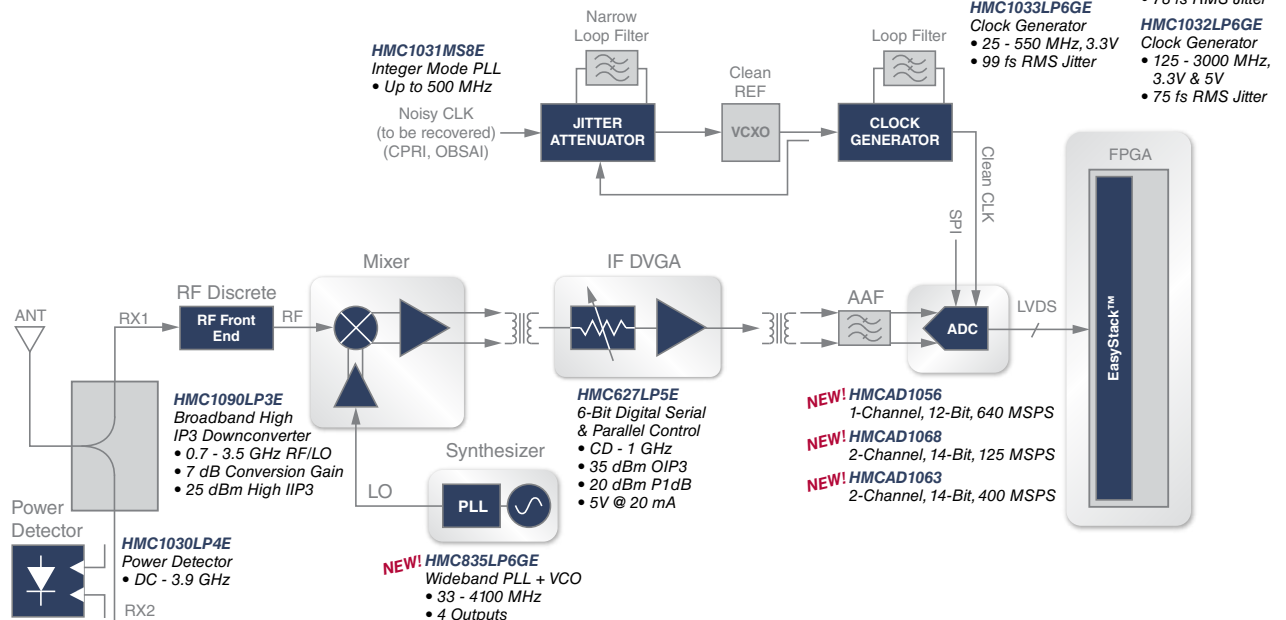 • 78 fs RMS Jitter
HMC1033LP6GE
Clock Generator
• 25 - 550 MHz, 3.3V
• 99 fs RMS Jitter
HMC1032LP6GE
Clock Generator
• 125 - 3000 MHz,
3.3V & 5V
• 75 fs RMS Jitter
Narrow
Loop Filter
Loop Filter
HMC1031MS8E
Integer Mode PLL
• Up to 500 MHz
Clean
REF
Noisy CLK
(to be recovered)
(CPRI, OBSAI)
JITTER
ATTENUATOR
VCXO
CLOCK
GENERATOR
Clean CLK
SPI
FPGA
EasyStack™
Mixer
IF DVGA
RF Discrete
ANT
RX1
RF Front
End
RF
AAF
ADC
LVDS
HMC1090LP3E
Broadband High
IP3 Downconverter
• 0.7 - 3.5 GHz RF/LO
• 7 dB Conversion Gain
• 25 dBm High IIP3
HMC627LP5E
6-Bit Digital Serial
& Parallel Control
• CD - 1 GHz
• 35 dBm OIP3
• 20 dBm P1dB
• 5V @ 20 mA
NEW! HMCAD1056
1-Channel, 12-Bit, 640 MSPS
NEW! HMCAD1068
2-Channel, 14-Bit, 125 MSPS
NEW! HMCAD1063
2-Channel, 14-Bit, 400 MSPS
Synthesizer
LO
PLL
Power
Detector
HMC1030LP4E
Power Detector
• DC - 3.9 GHz
RX2
NEW! HMC835LP6GE
Wideband PLL + VCO
• 33 - 4100 MHz
• 4 Outputs